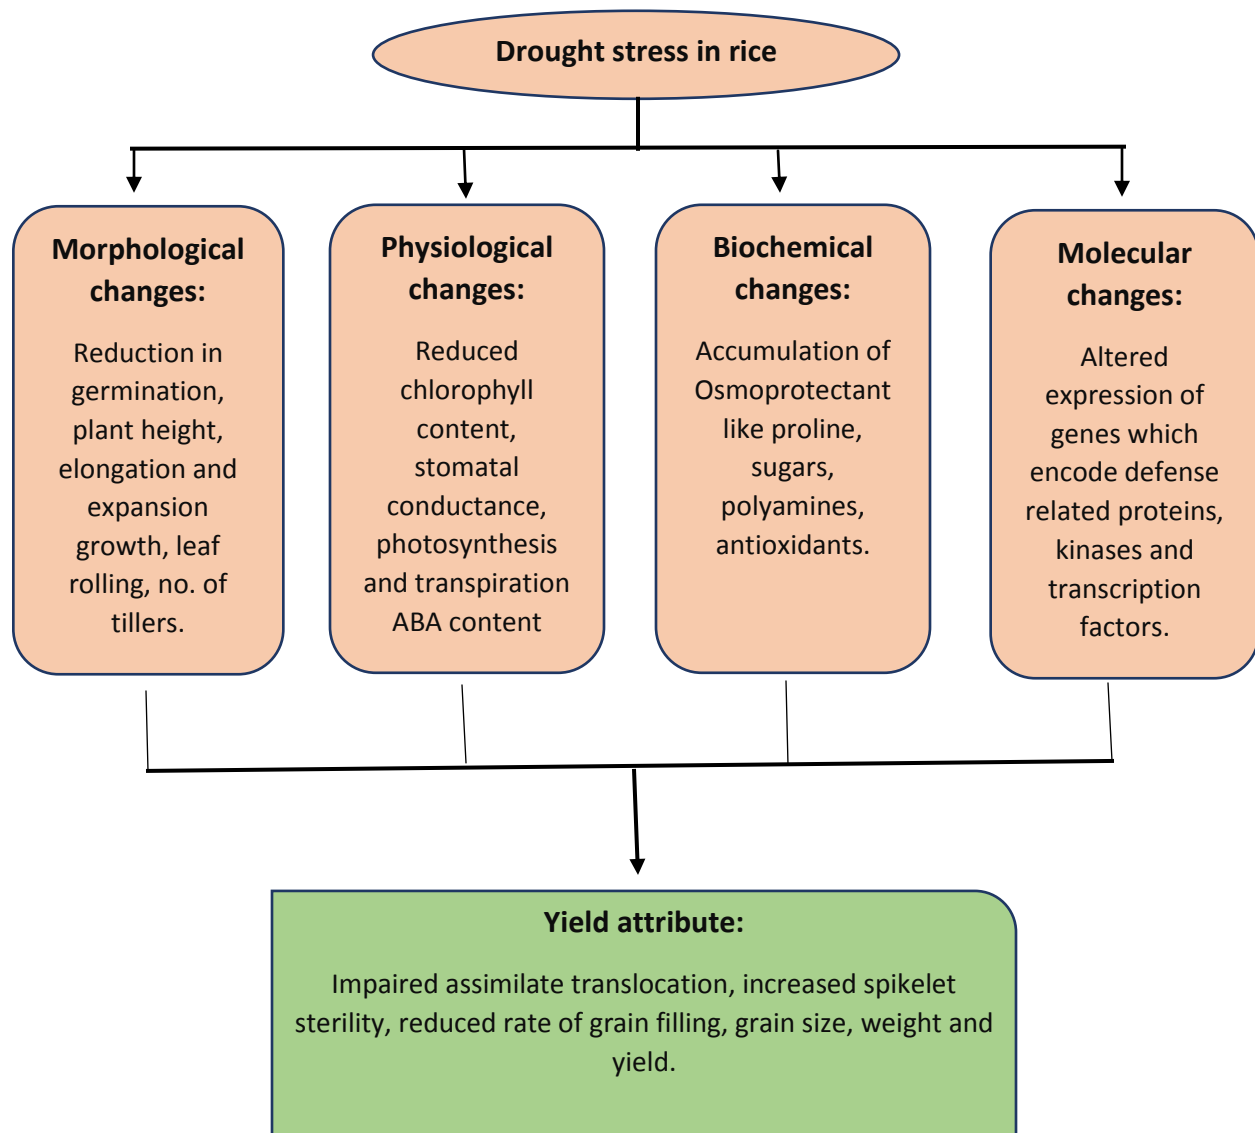 Drought stress in rice
Morphological
changes:
Reduction in
germination,
plant height,
elongation and
expansion
growth, leaf
rolling, no. of
tillers.
Physiological
changes:
Reduced
chlorophyll
content,
stomatal
conductance,
photosynthesis
and transpiration
ABA content
Biochemical
changes:
Accumulation of
Osmoprotectant
like proline,
sugars,
polyamines,
antioxidants.
Molecular
changes:
Altered
expression of
genes which
encode defense
related proteins,
kinases and
transcription
factors.
Yield attribute:
Impaired assimilate translocation, increased spikelet
sterility, reduced rate of grain filling, grain size, weight and
yield.